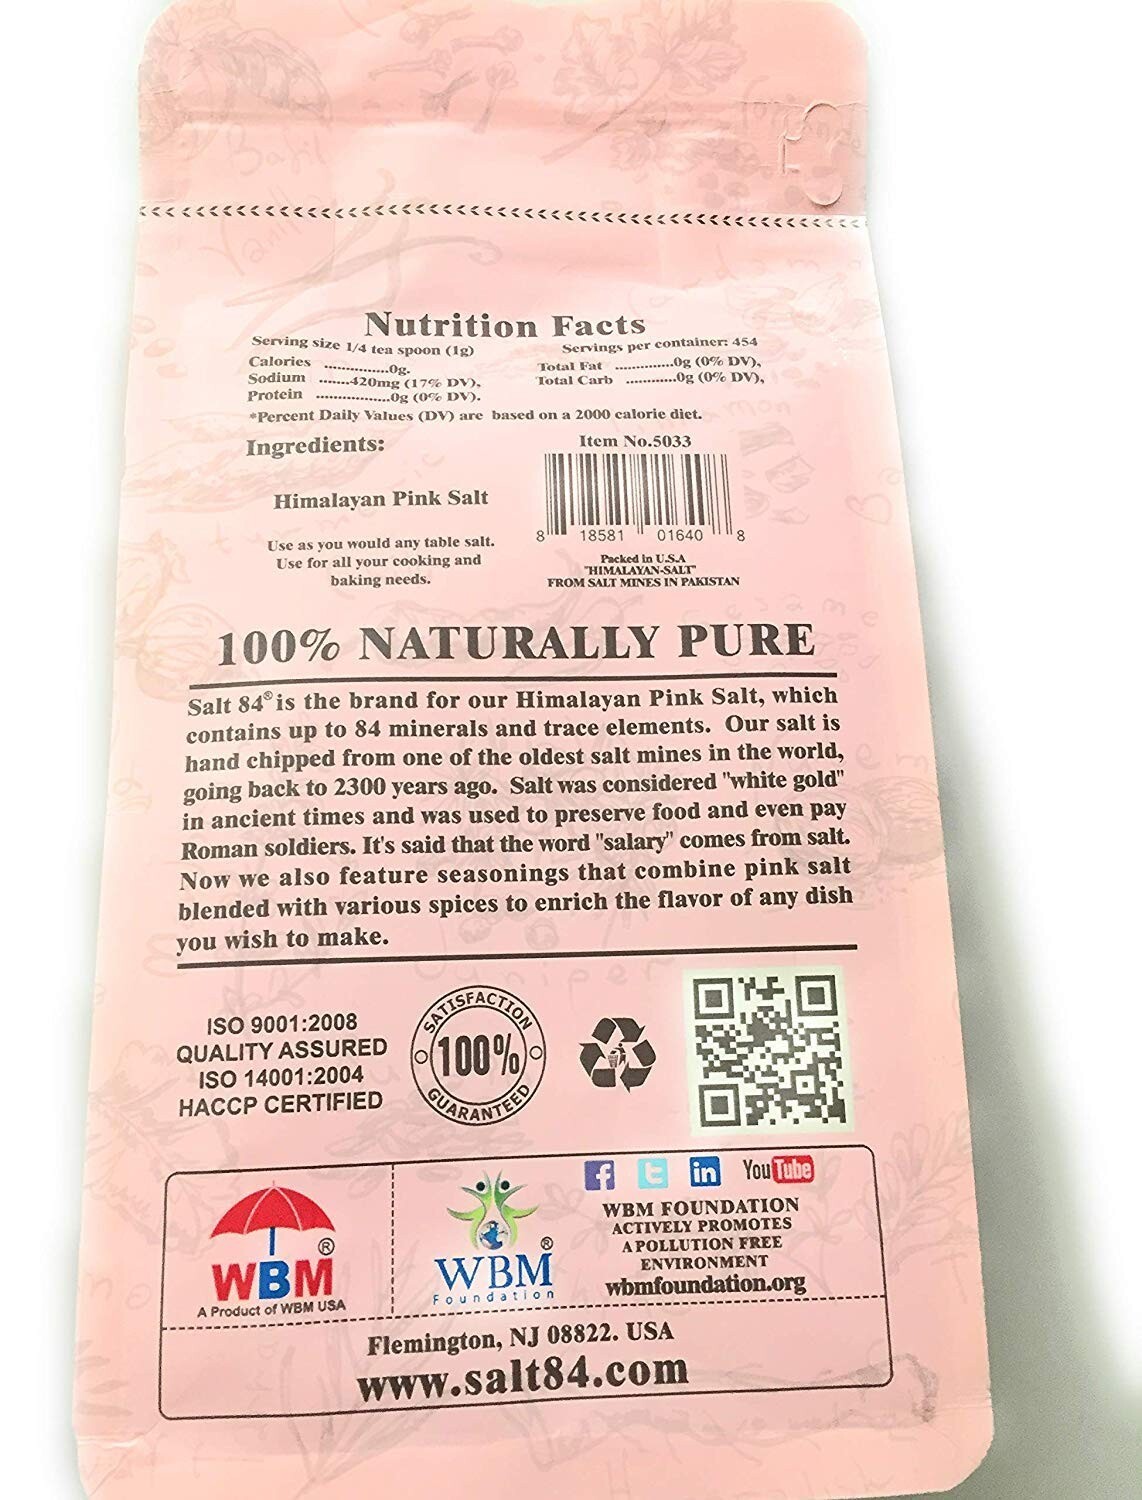 Basil
Vanilla
Nutrition Facts
Serving size 1/4 tea spoon (1g) Servings per container: 454
Calories ...............0g. Total Fat .............0g (0% DV),
Sodium .......420mg (17% DV), Total Carb ............0g (0% DV),
Protein .................0g (0% DV).
*Percent Daily Values (DV) are based on a 2000 calorie diet.
Ingredients:
Item No.5033
Himalayan Pink Salt
8 18581 01640 8
Use as you would any table salt.
Use for all your cooking and
baking needs.
Packed in U.S.A
"HIMALAYAN-SALT"
FROM SALT MINES IN PAKISTAN
100% NATURALLY PURE
Salt 84® is the brand for our Himalayan Pink Salt, which
contains up to 84 minerals and trace elements. Our salt is
hand chipped from one of the oldest salt mines in the world,
going back to 2300 years ago. Salt was considered "white gold"
in ancient times and was used to preserve food and even pay
Roman soldiers. It's said that the word "salary" comes from salt.
Now we also feature seasonings that combine pink salt
blended with various spices to enrich the flavor of any dish
you wish to make.
Juniper
ISO 9001:2008
QUALITY ASSURED
ISO 14001:2004
HACCP CERTIFIED
SATISFACTION
100%
GUARANTEED
f t in YouTube
WBM FOUNDATION
ACTIVELY PROMOTES
A POLLUTION FREE
ENVIRONMENT
wbmfoundation.org
WBM®
A Product of WBM USA
WBM®
Foundation
Flemington, NJ 08822. USA
www.salt84.com